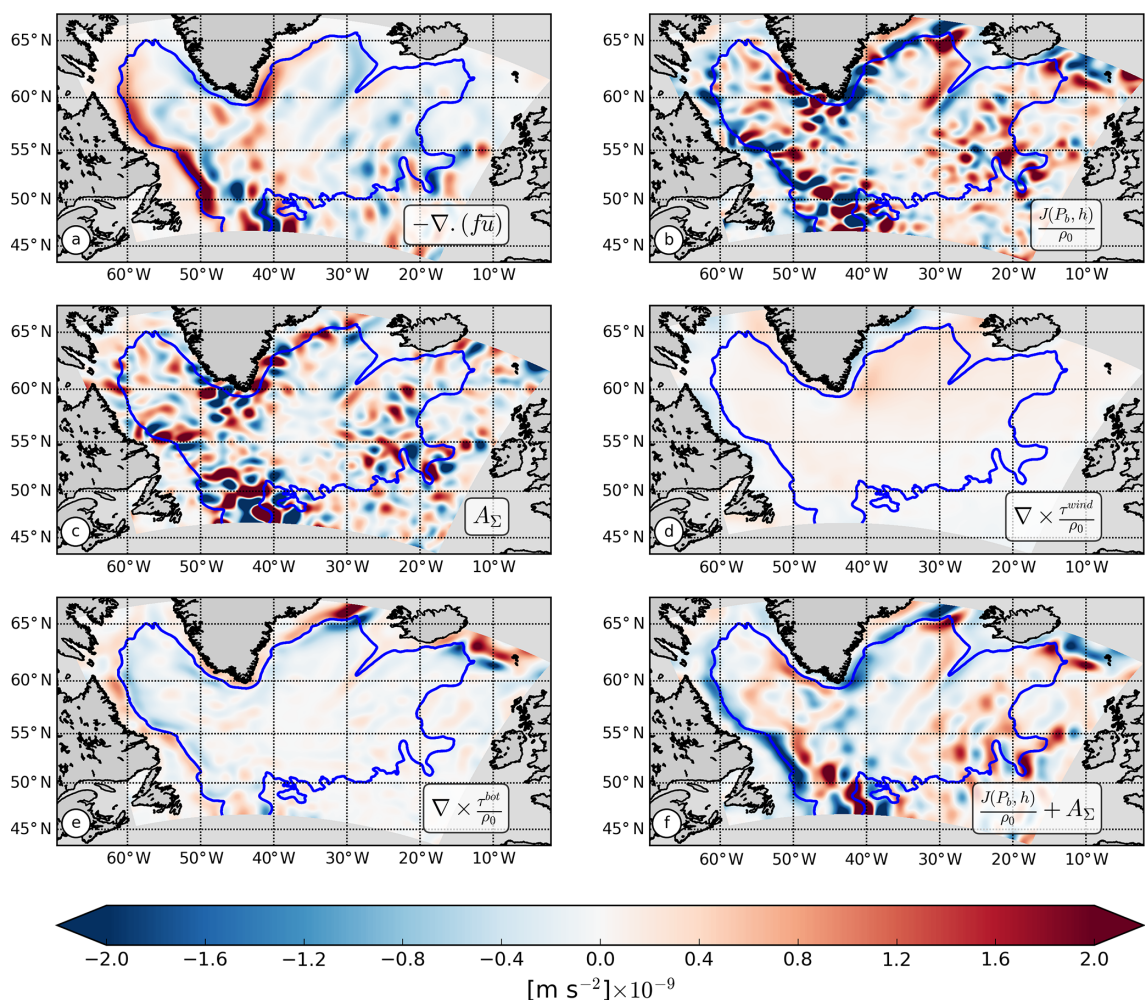 65° N 60° N 55° N 50° N 45° N
60°W 50°W 40°W 30°W 20°W 10°W
a −∇. (fu̅)
65° N 60° N 55° N 50° N 45° N
60°W 50°W 40°W 30°W 20°W 10°W
b J(P_b, h)/ρ₀
65° N 60° N 55° N 50° N 45° N
60°W 50°W 40°W 30°W 20°W 10°W
c A_Σ
65° N 60° N 55° N 50° N 45° N
60°W 50°W 40°W 30°W 20°W 10°W
d ∇ × τ^wind/ρ₀
65° N 60° N 55° N 50° N 45° N
60°W 50°W 40°W 30°W 20°W 10°W
e ∇ × τ^bot/ρ₀
65° N 60° N 55° N 50° N 45° N
60°W 50°W 40°W 30°W 20°W 10°W
f J(P_b, h)/ρ₀ + A_Σ
−2.0 −1.6 −1.2 −0.8 −0.4 0.0 0.4 0.8 1.2 1.6 2.0
[m s⁻²]×10⁻⁹